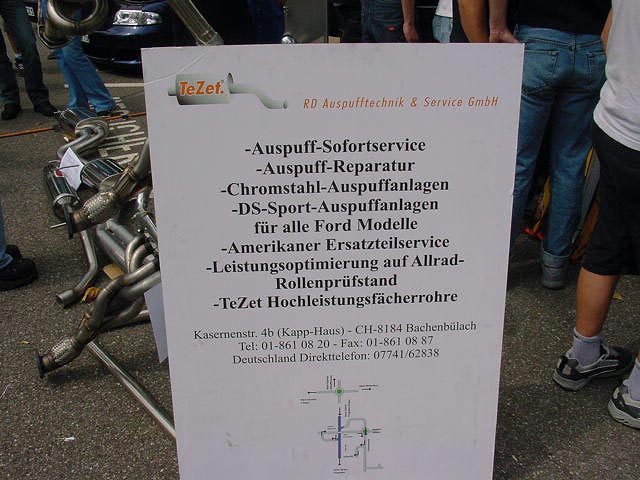 TeZet.
RD Auspufftechnik & Service GmbH
-Auspuff-Sofortservice
-Auspuff-Reparatur
-Chromstahl-Auspuffanlagen
-DS-Sport-Auspuffanlagen
für alle Ford Modelle
-Amerikaner Ersatzteilservice
-Leistungsoptimierung auf Allrad-
Rollenprüfstand
-TeZet Hochleistungsfächerrohre
Kasernenstr. 4b (Kapp-Haus) - CH-8184 Bachenbülach
Tel: 01-861 08 20 - Fax: 01-861 08 87
Deutschland Direkttelefon: 07741/62838